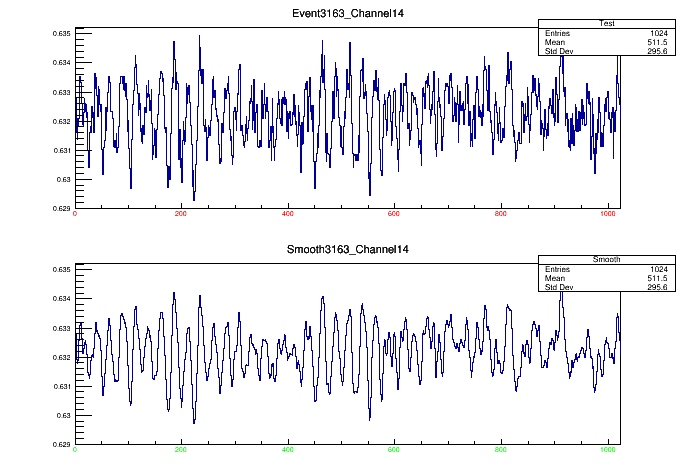 Event3163_Channel14
Test
Entries 1024
Mean 511.5
Std Dev 295.6
0.635
0.634
0.633
0.632
0.631
0.63
0.629
0 200 400 600 800 1000
Smooth3163_Channel14
Smooth
Entries 1024
Mean 511.5
Std Dev 295.6
0.635
0.634
0.633
0.632
0.631
0.63
0.629
0 200 400 600 800 1000